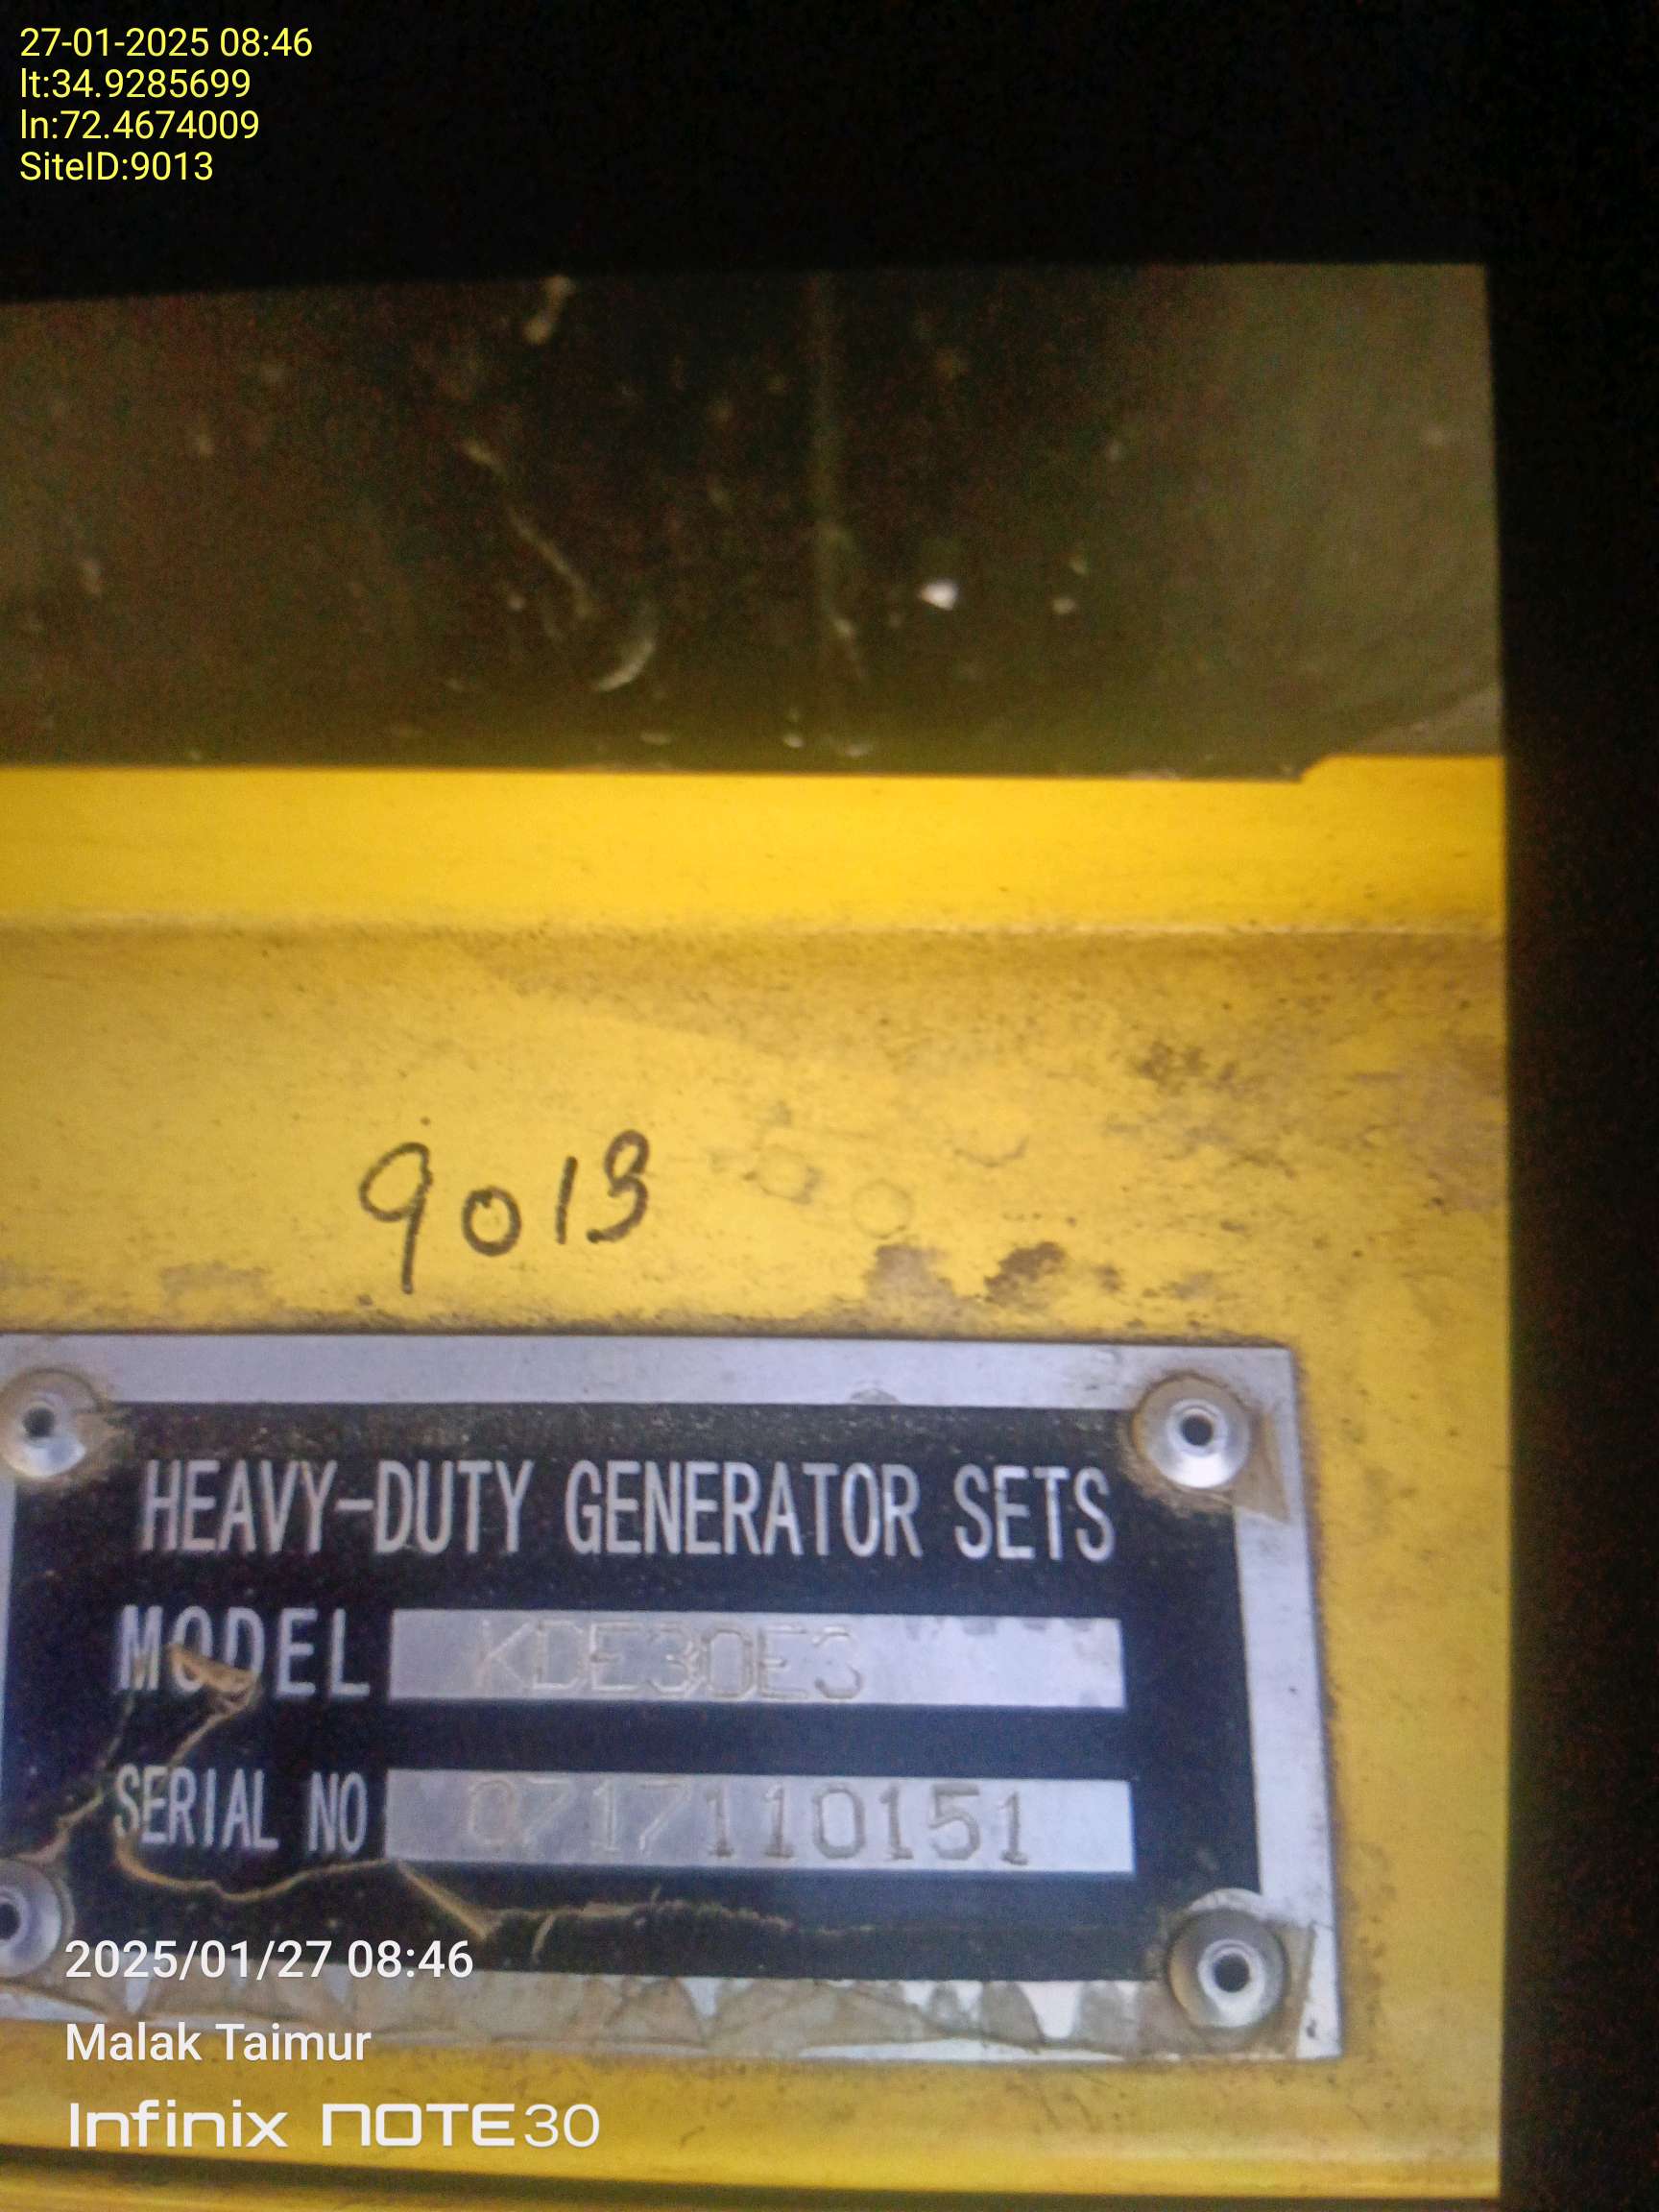 27-01-2025 08:46
lt:34.9285699
ln:72.4674009
SiteID:9013
9013
HEAVY-DUTY GENERATOR SETS
MODEL KDE30E3
SERIAL NO 0717110151
2025/01/27 08:46
Malak Taimur
Infinix NOTE30